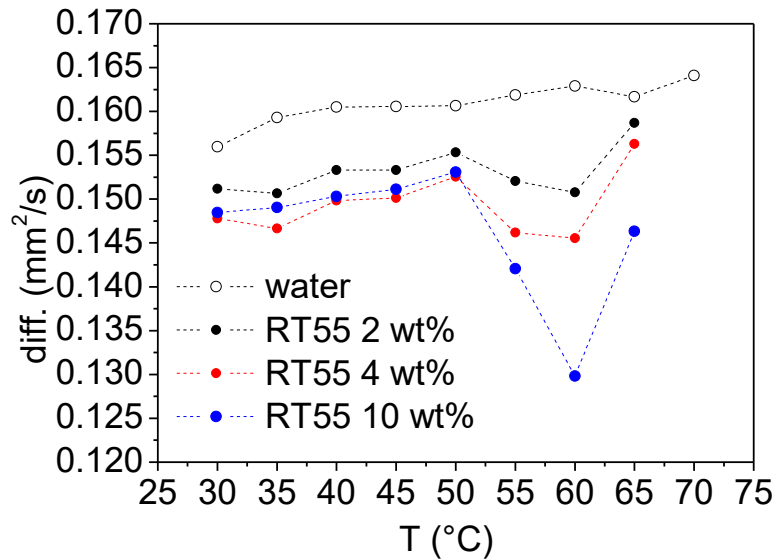 0.170
0.165
0.160
0.155
0.150
0.145
0.140
0.135
0.130
0.125
0.120
diff. (mm²/s)
water
RT55 2 wt%
RT55 4 wt%
RT55 10 wt%
25 30 35 40 45 50 55 60 65 70 75
T (°C)